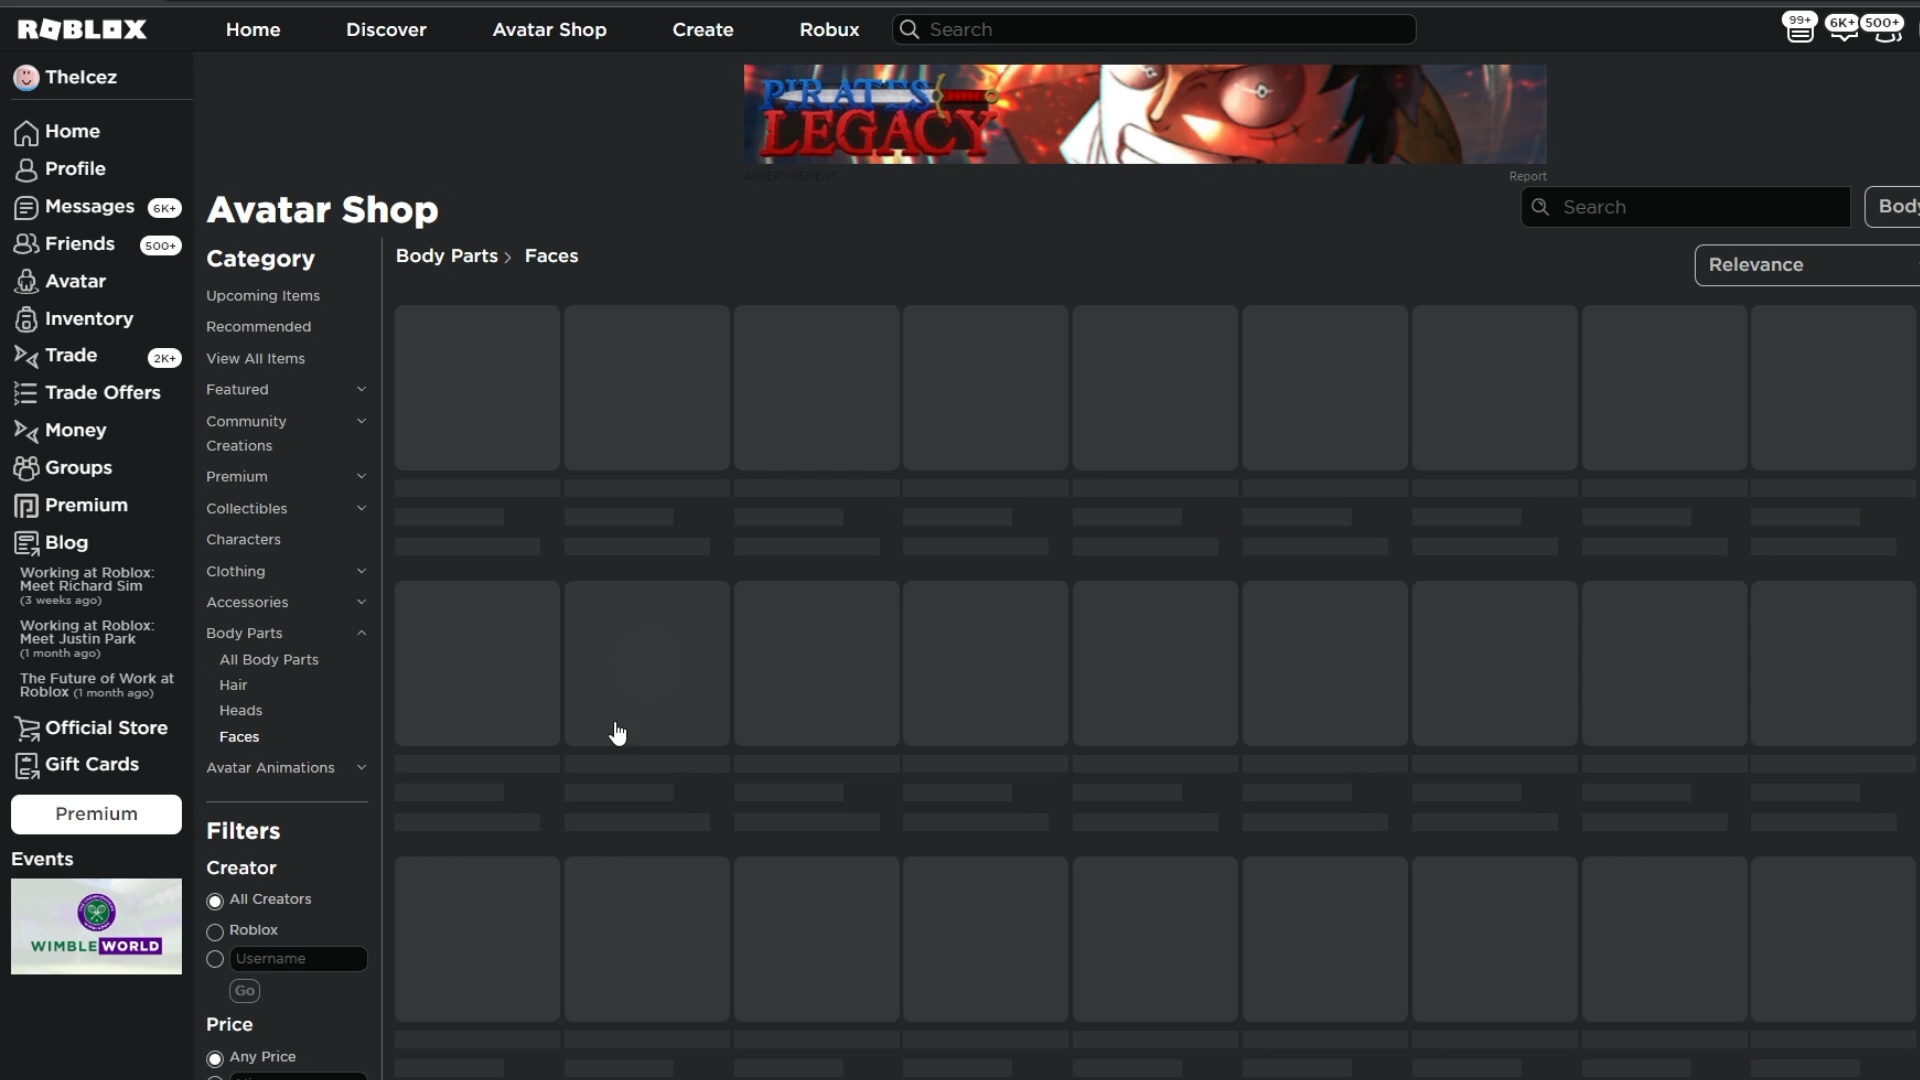 ROBLOX
Home
Discover
Avatar Shop
Create
Robux
Search
99+
6K+
500+
TheIcez
Home
Profile
Messages
6K+
Friends
500+
Avatar
Inventory
Trade
2K+
Trade Offers
Money
Groups
Premium
Blog
Working at Roblox:
Meet Richard Sim
(3 weeks ago)
Working at Roblox:
Meet Justin Park
(1 month ago)
The Future of Work at
Roblox (1 month ago)
Official Store
Gift Cards
Premium
Events
WIMBLEWORLD
PIRATES
LEGACY
ADVERTISEMENT
Report
Avatar Shop
Search
Body
Category
Upcoming Items
Recommended
View All Items
Featured
Community
Creations
Premium
Collectibles
Characters
Clothing
Accessories
Body Parts
All Body Parts
Hair
Heads
Faces
Avatar Animations
Filters
Creator
All Creators
Roblox
Username
Go
Price
Any Price
Body Parts › Faces
Relevance